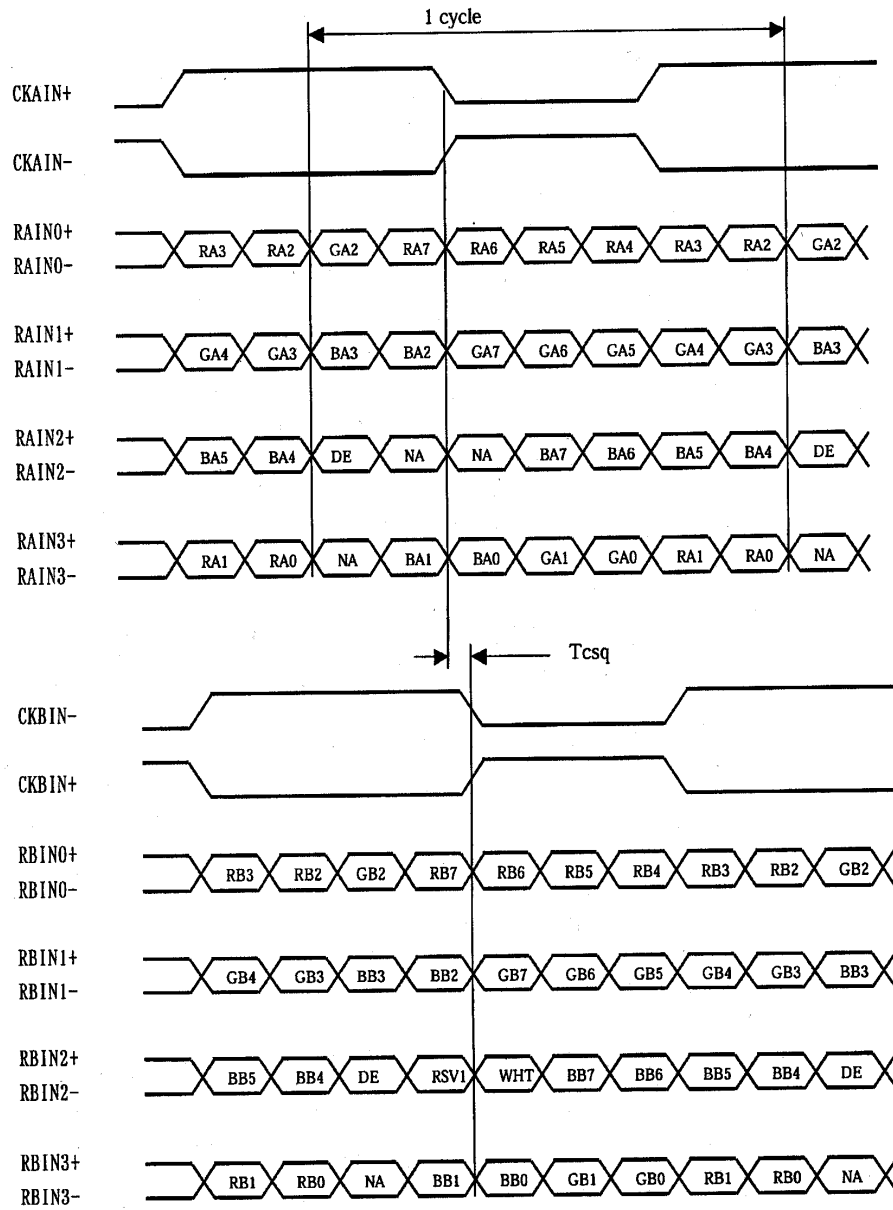 1 cycle
CKAIN+
CKAIN-
RAIN0+
RA3 RA2 GA2 RA7 RA6 RA5 RA4 RA3 RA2 GA2
RAIN0-
RAIN1+
GA4 GA3 BA3 BA2 GA7 GA6 GA5 GA4 GA3 BA3
RAIN1-
RAIN2+
BA5 BA4 DE NA NA BA7 BA6 BA5 BA4 DE
RAIN2-
RAIN3+
RA1 RA0 NA BA1 BA0 GA1 GA0 RA1 RA0 NA
RAIN3-
Tcsq
CKBIN-
CKBIN+
RBIN0+
RB3 RB2 GB2 RB7 RB6 RB5 RB4 RB3 RB2 GB2
RBIN0-
RBIN1+
GB4 GB3 BB3 BB2 GB7 GB6 GB5 GB4 GB3 BB3
RBIN1-
RBIN2+
BB5 BB4 DE RSV1 WHT BB7 BB6 BB5 BB4 DE
RBIN2-
RBIN3+
RB1 RB0 NA BB1 BB0 GB1 GB0 RB1 RB0 NA
RBIN3-